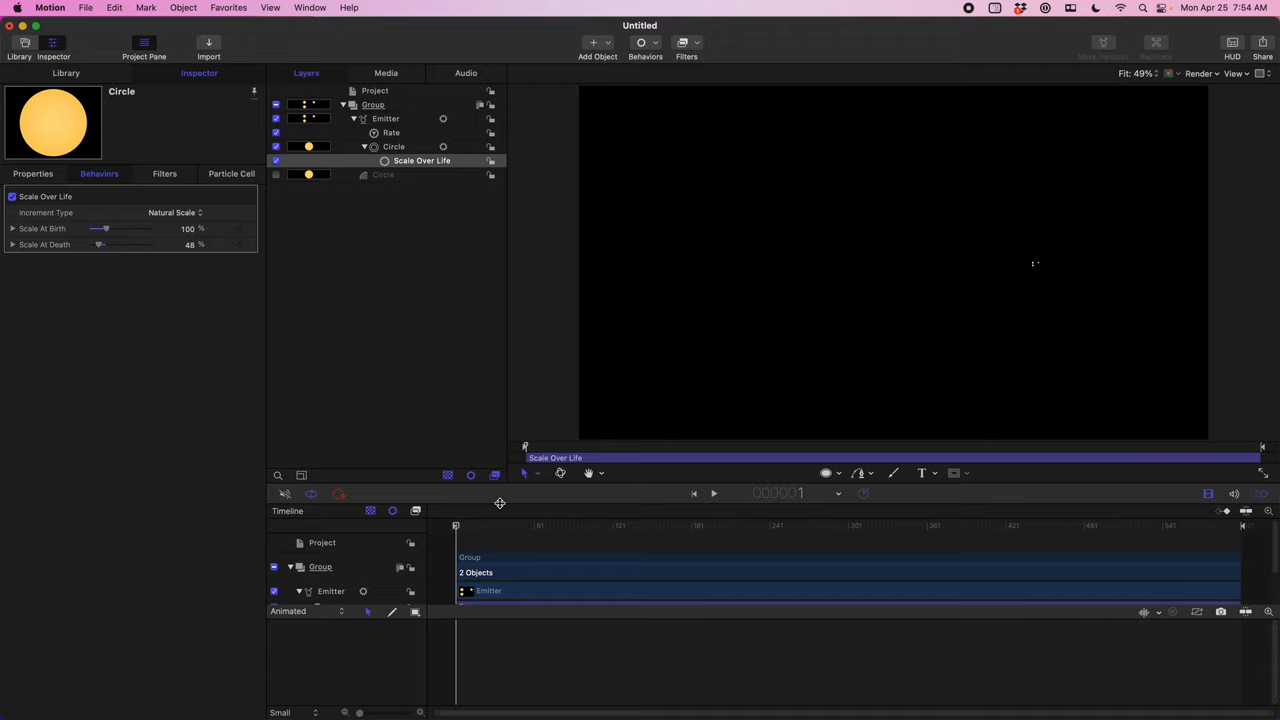 Motion File Edit Mark Object Favorites View Window Help Mon Apr 25 7:54 AM
Untitled
Library Inspector Project Pane Import Add Object Behaviors Filters Make Particles Replicate HUD Share
Library Inspector Layers Media Audio Fit: 49% Render View
Circle
Project
Group
Emitter
Rate
Circle
Scale Over Life
Circle
Properties Behaviors Filters Particle Cell
Scale Over Life
Increment Type Natural Scale
Scale At Birth 100 %
Scale At Death 48 %
Scale Over Life
T
000001
Timeline
61 121 181 241 301 361 421 481 541
Project
Group
Group
2 Objects
Emitter
Emitter
Animated
Small